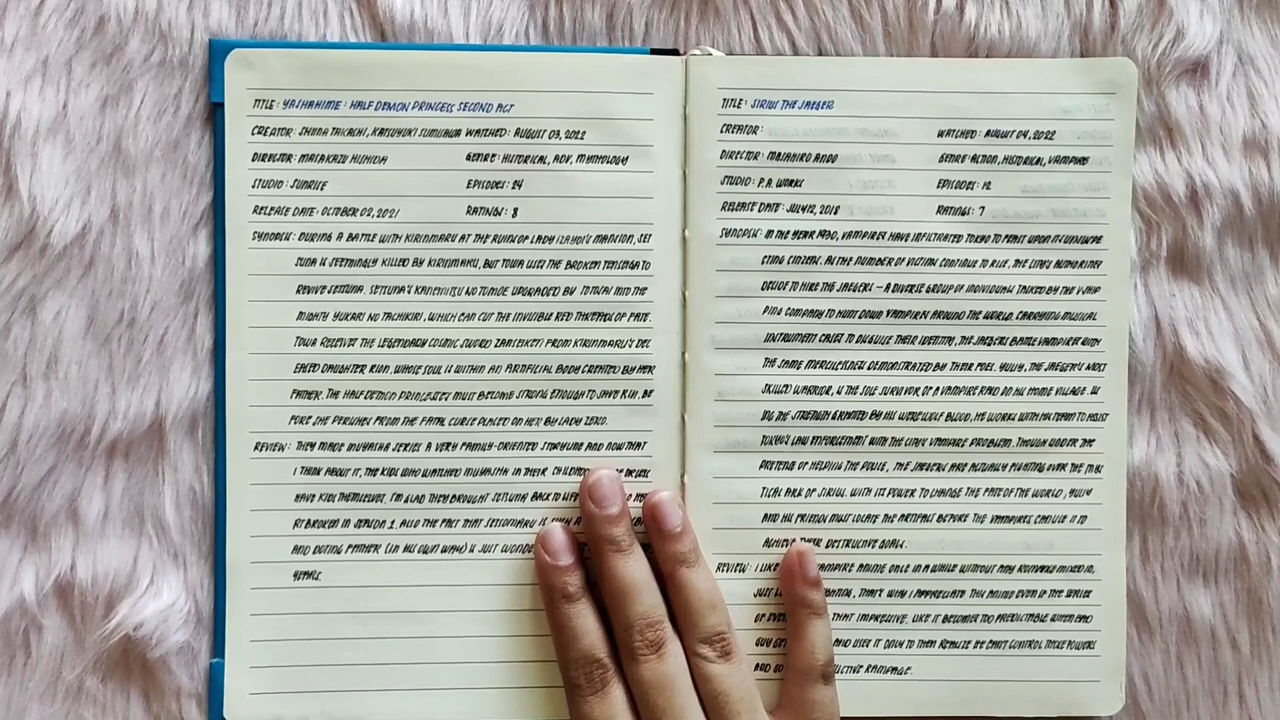 TITLE: YASHAHIME: HALF DEMON PRINCESS SECOND ACT
CREATOR: SHIINA TAKACHI, KATSUYUKI SUMISAWA WATCHED: AUGUST 03, 2022
DIRECTOR: MASAKAZU HISHIDA GENRE: HISTORICAL, ADV, MYTHOLOGY
STUDIO: SUNRISE EPISODES: 24
RELEASE DATE: OCTOBER 02, 2021 RATINGS: 8
SYNOPSIS: DURING A BATTLE WITH KIRINMARU AT THE RUINS OF LADY IZAYOI'S MANSION, SET
SUNA IS SEEMINGLY KILLED BY KIRINMARU, BUT TOWA USES THE BROKEN TENSEIGA TO
REVIVE SETSUNA. SETSUNA'S KANEMITSU NO TOMOE UPGRADED BY TOTOSAI INTO THE
MIGHTY YUKARI NO TACHIKIRI, WHICH CAN CUT THE INVISIBLE RED THREADS OF FATE.
TOWA RECEIVES THE LEGENDARY COSMIC SWORD ZANSEIKEN FROM KIRINMARU'S DEC
EASED DAUGHTER RION, WHOSE SOUL IS WITHIN AN ARTIFICIAL BODY CREATED BY HER
FATHER. THE HALF DEMON PRINCESSES MUST BECOME STRONG ENOUGH TO SAVE RIN, BE
FORE SHE PERISHES FROM THE FATAL CURSE PLACED ON HER BY LADY ZERO.
REVIEW: THEY MADE INUYASHA SERIES A VERY FAMILY-ORIENTED STORYLINE AND NOW THAT
I THINK ABOUT IT, THE KIDS WHO WATCHED INUYASHA IN THEIR CHILDHOOD
HAVE KIDS THEMSELVES. I'M GLAD THEY BROUGHT SETSUNA BACK TO LIFE
BROKEN IN SEASON 1. ALSO THE FACT THAT SESSOMARU IS SUCH A
AND DOTING FATHER (IN HIS OWN WAY) IS JUST
YEARS.
TITLE: SIRIUS THE JAEGER
CREATOR: WATCHED: AUGUST 04, 2022
DIRECTOR: MASAHIRO ANDO GENRE: ACTION, HISTORICAL, VAMPIRE
STUDIO: P.A. WORKS EPISODES: 12
RELEASE DATE: JULY 12, 2018 RATINGS: 7
SYNOPSIS: IN THE YEAR 1930, VAMPIRES HAVE INFILTRATED TOKYO TO FEAST UPON ITS UNSUSPE
CTING CITIZENS. AS THE NUMBER OF VICTIMS CONTINUE TO RISE, THE CITY'S AUTHORITIES
DECIDE TO HIRE THE JAEGERS – A DIVERSE GROUP OF INDIVIDUALS TASKED BY THE V SHIP
PING COMPANY TO HUNT DOWN VAMPIRES AROUND THE WORLD. CARRYING MUSICAL
INSTRUMENT CASES TO DISGUISE THEIR IDENTITY, THE JAEGERS BATTLE VAMPIRES WITH
THE SAME MERCILESSNESS DEMONSTRATED BY THEIR FOES. YULIY, THE JAEGER'S MOST
SKILLED WARRIOR, IS THE SOLE SURVIVOR OF A VAMPIRE RAID ON HIS HOME VILLAGE. US
ING THE STRENGTH GRANTED BY HIS WEREWOLF BLOOD, HE WORKS WITH HIS TEAM TO ASSIST
TOKYO'S LAW ENFORCEMENT WITH THE CITY'S VAMPIRE PROBLEM. THOUGH UNDER THE
PRETENSE OF HELPING THE POLICE, THE JAEGERS ARE ACTUALLY FIGHTING OVER THE MYS
TICAL ARK OF SIRIUS. WITH ITS POWER TO CHANGE THE FATE OF THE WORLD, YULIY
AND HIS FRIENDS MUST LOCATE THE ARTIFACT BEFORE THE VAMPIRES CAN USE IT TO
ACHIEVE THEIR DESTRUCTIVE GOALS.
REVIEW: I LIKE VAMPIRE ANIME ONCE IN A WHILE WITHOUT ANY ROMANCE MIXED IN,
JUST THAT'S WHY I APPRECIATE THIS ANIME EVEN IF THE SERIES
OF THAT IMPRESSIVE. LIKE IT BECOMES TOO PREDICTABLE WHEN BAD
GUY AND USES IT ONLY TO THEN REALIZE HE CAN'T CONTROL THOSE POWERS
AND GO RAMPAGE.